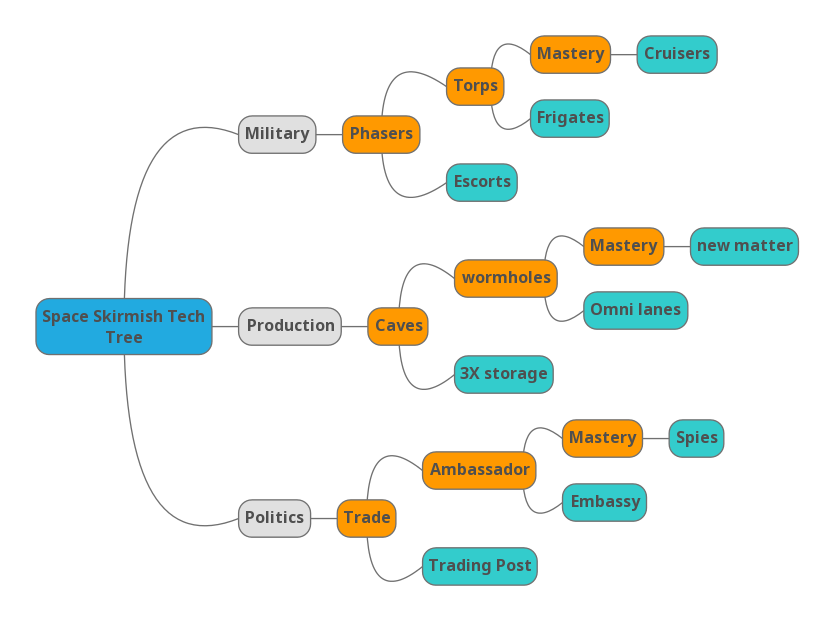 Space Skirmish Tech
Tree
Military
Phasers
Torps
Mastery
Cruisers
Frigates
Escorts
Production
Caves
wormholes
Mastery
new matter
Omni lanes
3X storage
Politics
Trade
Ambassador
Mastery
Spies
Embassy
Trading Post